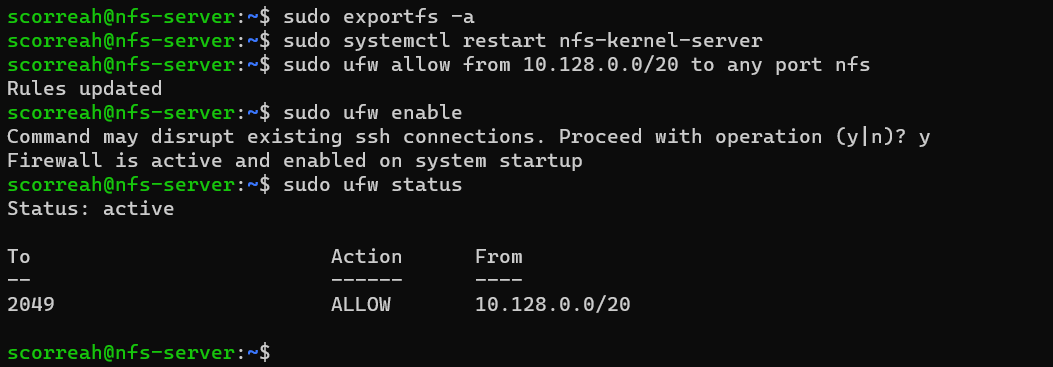 scorreah@nfs-server:~$ sudo exportfs -a
scorreah@nfs-server:~$ sudo systemctl restart nfs-kernel-server
scorreah@nfs-server:~$ sudo ufw allow from 10.128.0.0/20 to any port nfs
Rules updated
scorreah@nfs-server:~$ sudo ufw enable
Command may disrupt existing ssh connections. Proceed with operation (y|n)? y
Firewall is active and enabled on system startup
scorreah@nfs-server:~$ sudo ufw status
Status: active
To                         Action      From
--                         ------      ----
2049                       ALLOW       10.128.0.0/20
scorreah@nfs-server:~$